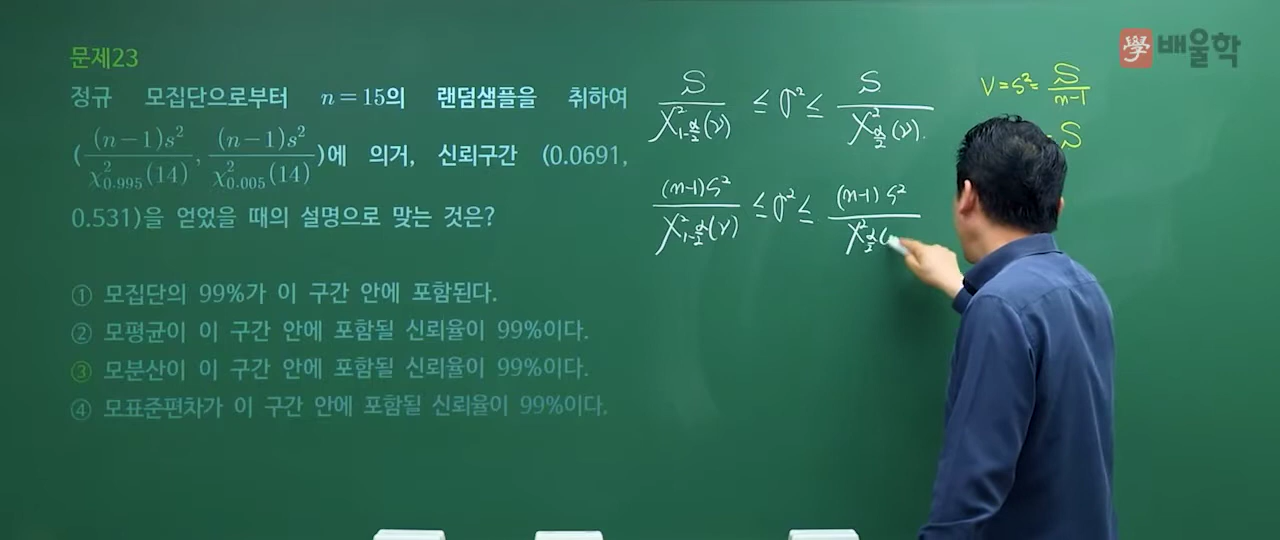 문제23
정규 모집단으로부터 n=15의 랜덤샘플을 취하여
((n-1)s²/χ²₀.₉₉₅(14), (n-1)s²/χ²₀.₀₀₅(14))에 의거, 신뢰구간 (0.0691,
0.531)을 얻었을 때의 설명으로 맞는 것은?
① 모집단의 99%가 이 구간 안에 포함된다.
② 모평균이 이 구간 안에 포함될 신뢰율이 99%이다.
③ 모분산이 이 구간 안에 포함될 신뢰율이 99%이다.
④ 모표준편차가 이 구간 안에 포함될 신뢰율이 99%이다.
S/χ²_{1-α/2}(ν) ≤ σ² ≤ S/χ²_{α/2}(ν).
(n-1)s²/χ²_{1-α/2}(ν) ≤ σ² ≤ (n-1)s²/χ²_{α/2}(
V=s²= S/n-1
S
學 배울학